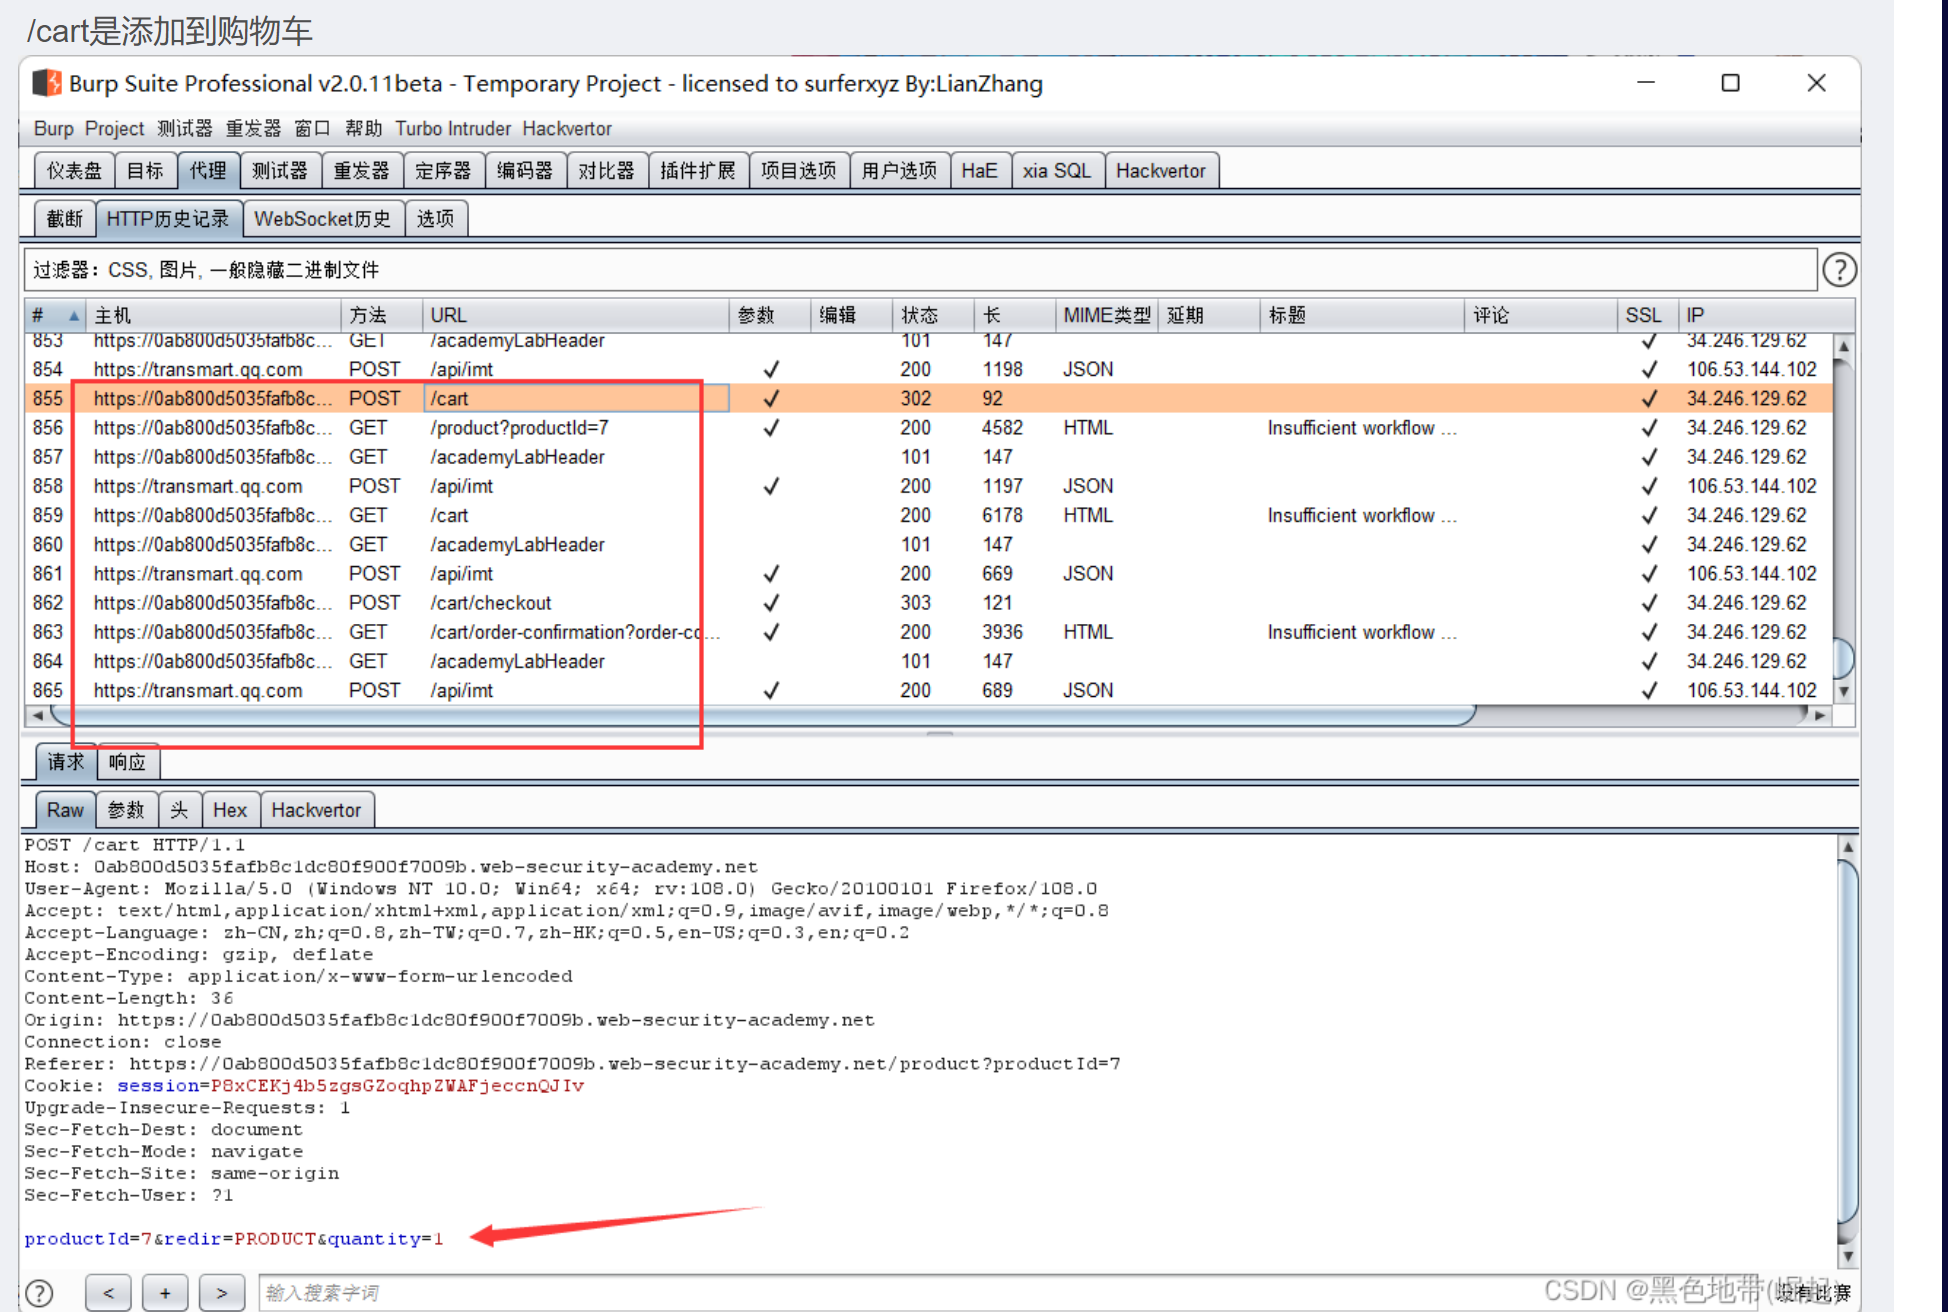 /cart是添加到购物车
Burp Suite Professional v2.0.11beta - Temporary Project - licensed to surferxyz By:LianZhang
Burp Project 测试器 重发器 窗口 帮助 Turbo Intruder Hackvertor
仪表盘 目标 代理 测试器 重发器 定序器 编码器 对比器 插件扩展 项目选项 用户选项 HaE xia SQL Hackvertor
截断 HTTP历史记录 WebSocket历史 选项
过滤器：CSS, 图片, 一般隐藏二进制文件
# 主机 方法 URL 参数 编辑 状态 长 MIME类型 延期 标题 评论 SSL IP
853 https://0ab800d5035fafb8c... GET /academyLabHeader 101 147 ✓ 34.246.129.62
854 https://transmart.qq.com POST /api/imt ✓ 200 1198 JSON ✓ 106.53.144.102
855 https://0ab800d5035fafb8c... POST /cart ✓ 302 92 ✓ 34.246.129.62
856 https://0ab800d5035fafb8c... GET /product?productId=7 ✓ 200 4582 HTML Insufficient workflow ... ✓ 34.246.129.62
857 https://0ab800d5035fafb8c... GET /academyLabHeader 101 147 ✓ 34.246.129.62
858 https://transmart.qq.com POST /api/imt ✓ 200 1197 JSON ✓ 106.53.144.102
859 https://0ab800d5035fafb8c... GET /cart 200 6178 HTML Insufficient workflow ... ✓ 34.246.129.62
860 https://0ab800d5035fafb8c... GET /academyLabHeader 101 147 ✓ 34.246.129.62
861 https://transmart.qq.com POST /api/imt ✓ 200 669 JSON ✓ 106.53.144.102
862 https://0ab800d5035fafb8c... POST /cart/checkout ✓ 303 121 ✓ 34.246.129.62
863 https://0ab800d5035fafb8c... GET /cart/order-confirmation?order-co... ✓ 200 3936 HTML Insufficient workflow ... ✓ 34.246.129.62
864 https://0ab800d5035fafb8c... GET /academyLabHeader 101 147 ✓ 34.246.129.62
865 https://transmart.qq.com POST /api/imt ✓ 200 689 JSON ✓ 106.53.144.102
请求 响应
Raw 参数 头 Hex Hackvertor
POST /cart HTTP/1.1
Host: 0ab800d5035fafb8c1dc80f900f7009b.web-security-academy.net
User-Agent: Mozilla/5.0 (Windows NT 10.0; Win64; x64; rv:108.0) Gecko/20100101 Firefox/108.0
Accept: text/html,application/xhtml+xml,application/xml;q=0.9,image/avif,image/webp,*/*;q=0.8
Accept-Language: zh-CN,zh;q=0.8,zh-TW;q=0.7,zh-HK;q=0.5,en-US;q=0.3,en;q=0.2
Accept-Encoding: gzip, deflate
Content-Type: application/x-www-form-urlencoded
Content-Length: 36
Origin: https://0ab800d5035fafb8c1dc80f900f7009b.web-security-academy.net
Connection: close
Referer: https://0ab800d5035fafb8c1dc80f900f7009b.web-security-academy.net/product?productId=7
Cookie: session=P8xCEKj4b5zgsGZoqhpZWAFjeccnQJIv
Upgrade-Insecure-Requests: 1
Sec-Fetch-Dest: document
Sec-Fetch-Mode: navigate
Sec-Fetch-Site: same-origin
Sec-Fetch-User: ?1
productId=7&redir=PRODUCT&quantity=1
? < + > 输入搜索字词 没有比赛
CSDN @黑色地带(崛起)